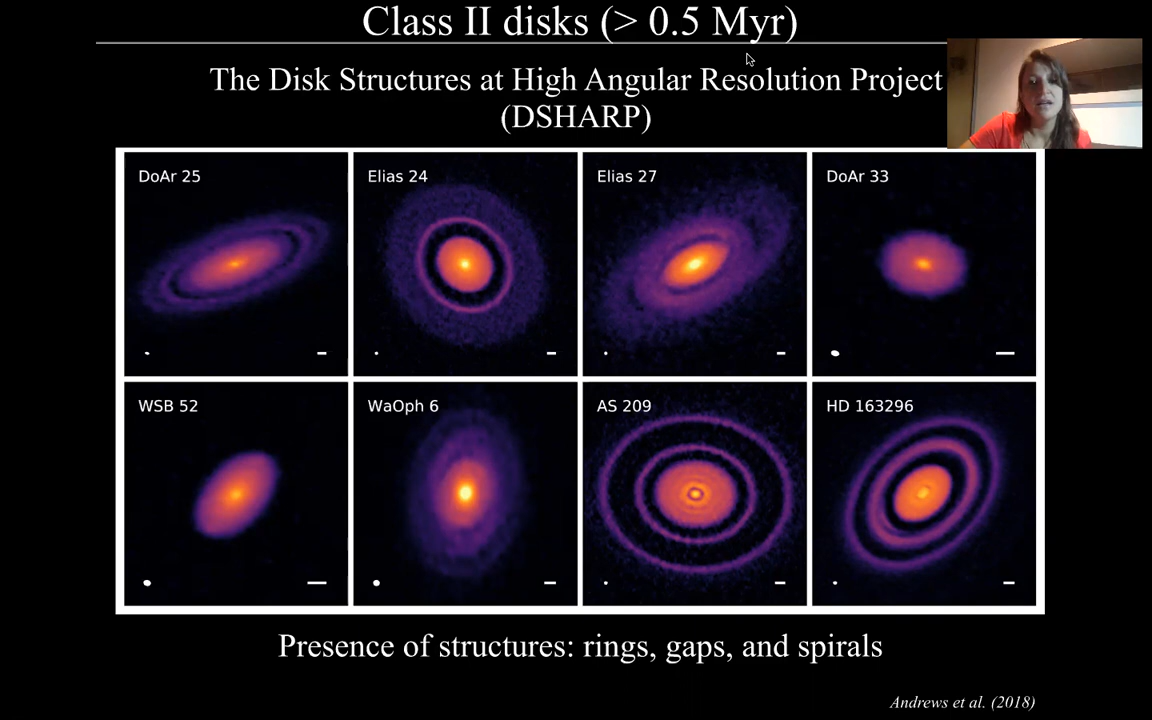 Class II disks (> 0.5 Myr)
The Disk Structures at High Angular Resolution Project
(DSHARP)
DoAr 25
Elias 24
Elias 27
DoAr 33
WSB 52
WaOph 6
AS 209
HD 163296
Presence of structures: rings, gaps, and spirals
Andrews et al. (2018)